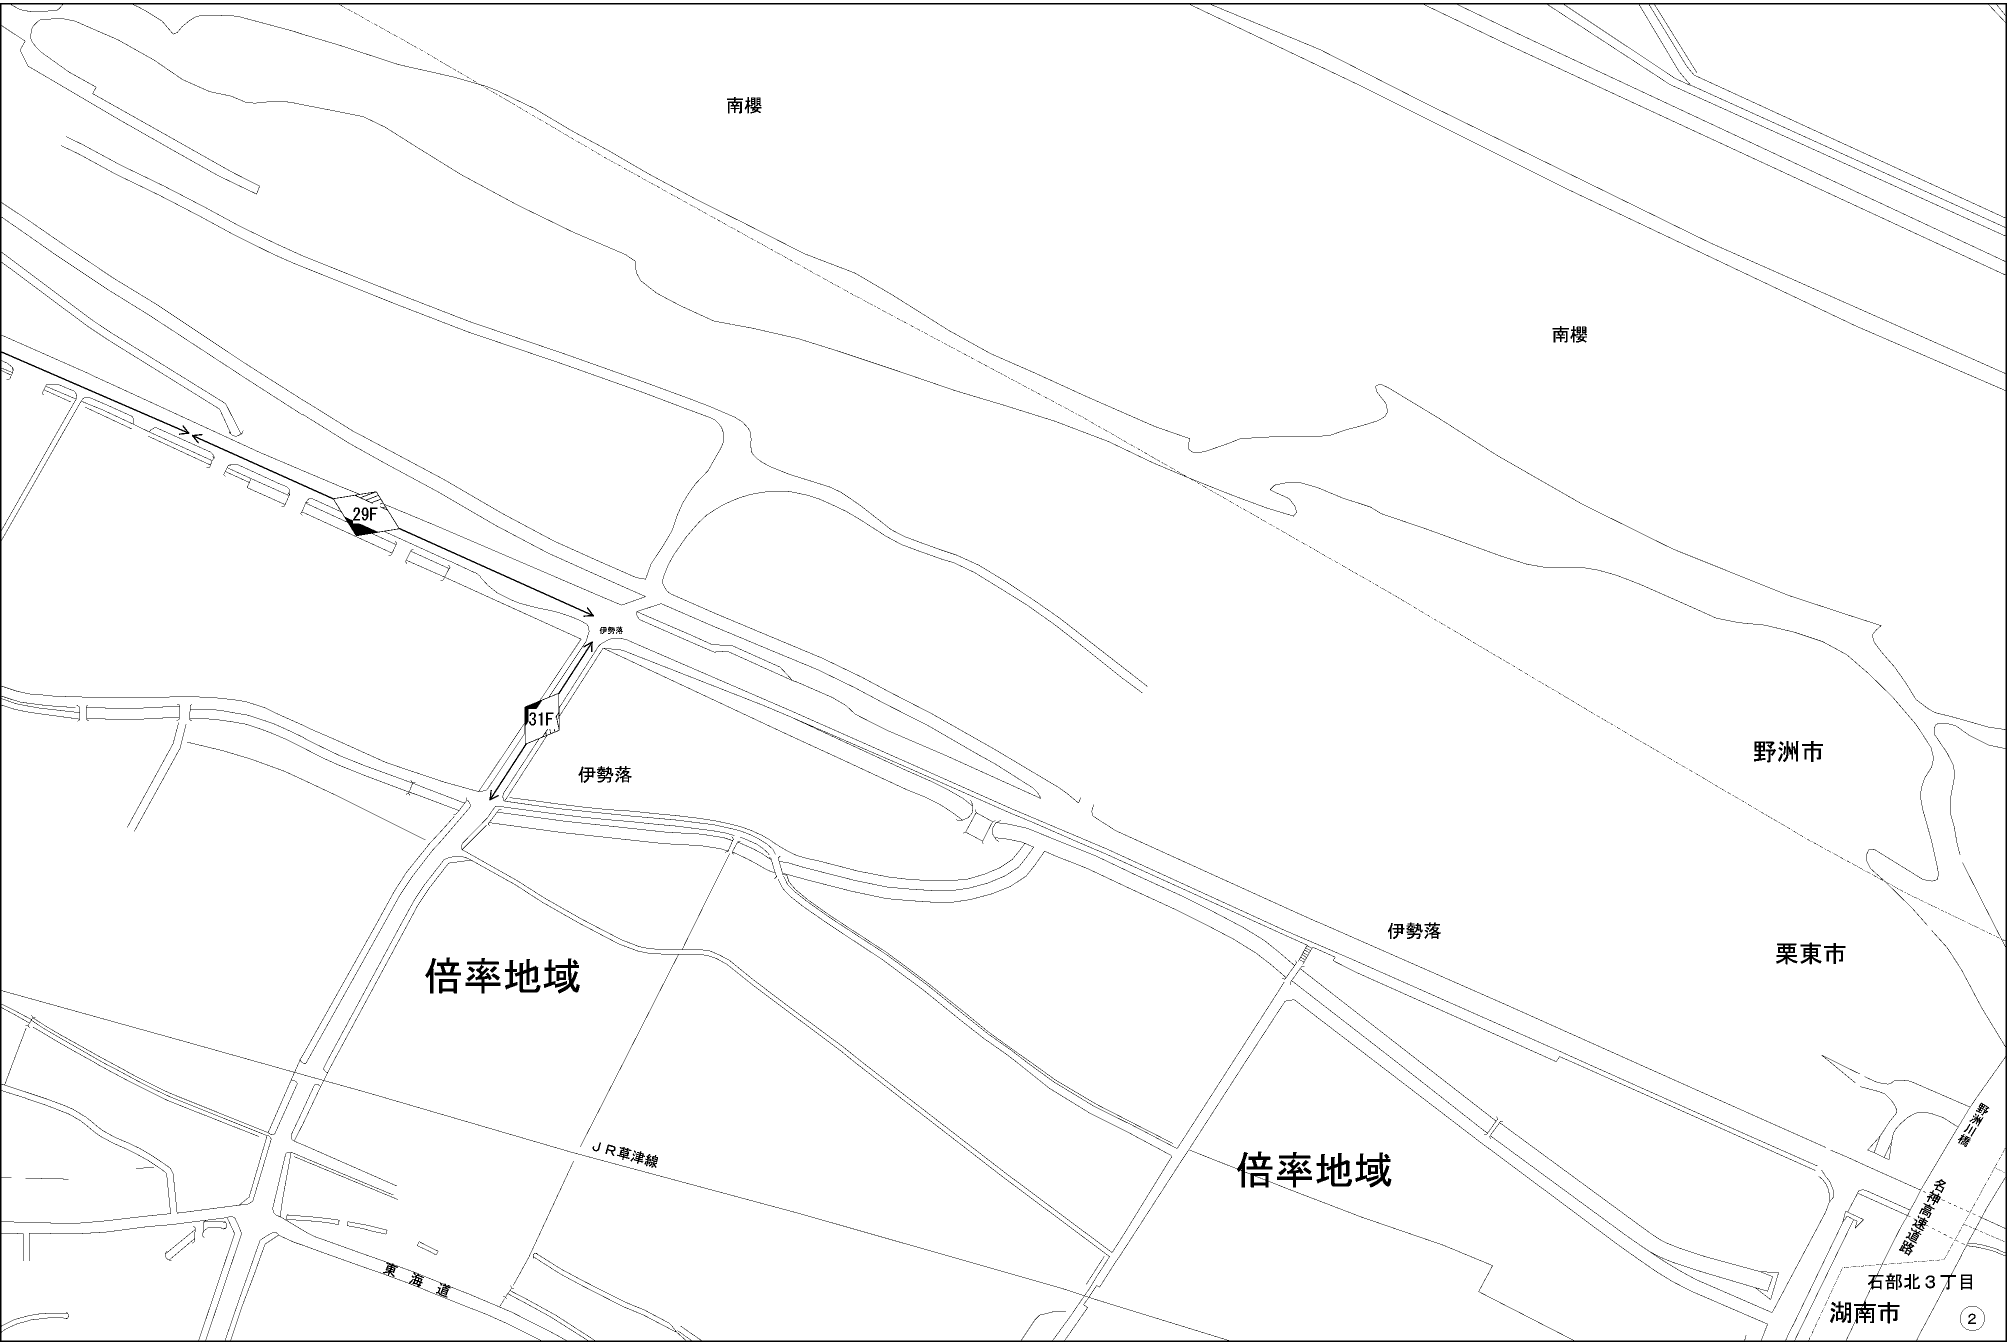 南櫻
南櫻
29F
伊勢落
31F
野洲市
伊勢落
伊勢落
栗東市
倍率地域
野洲川橋
JR草津線
倍率地域
名神高速道路
東海道
石部北3丁目
湖南市
2